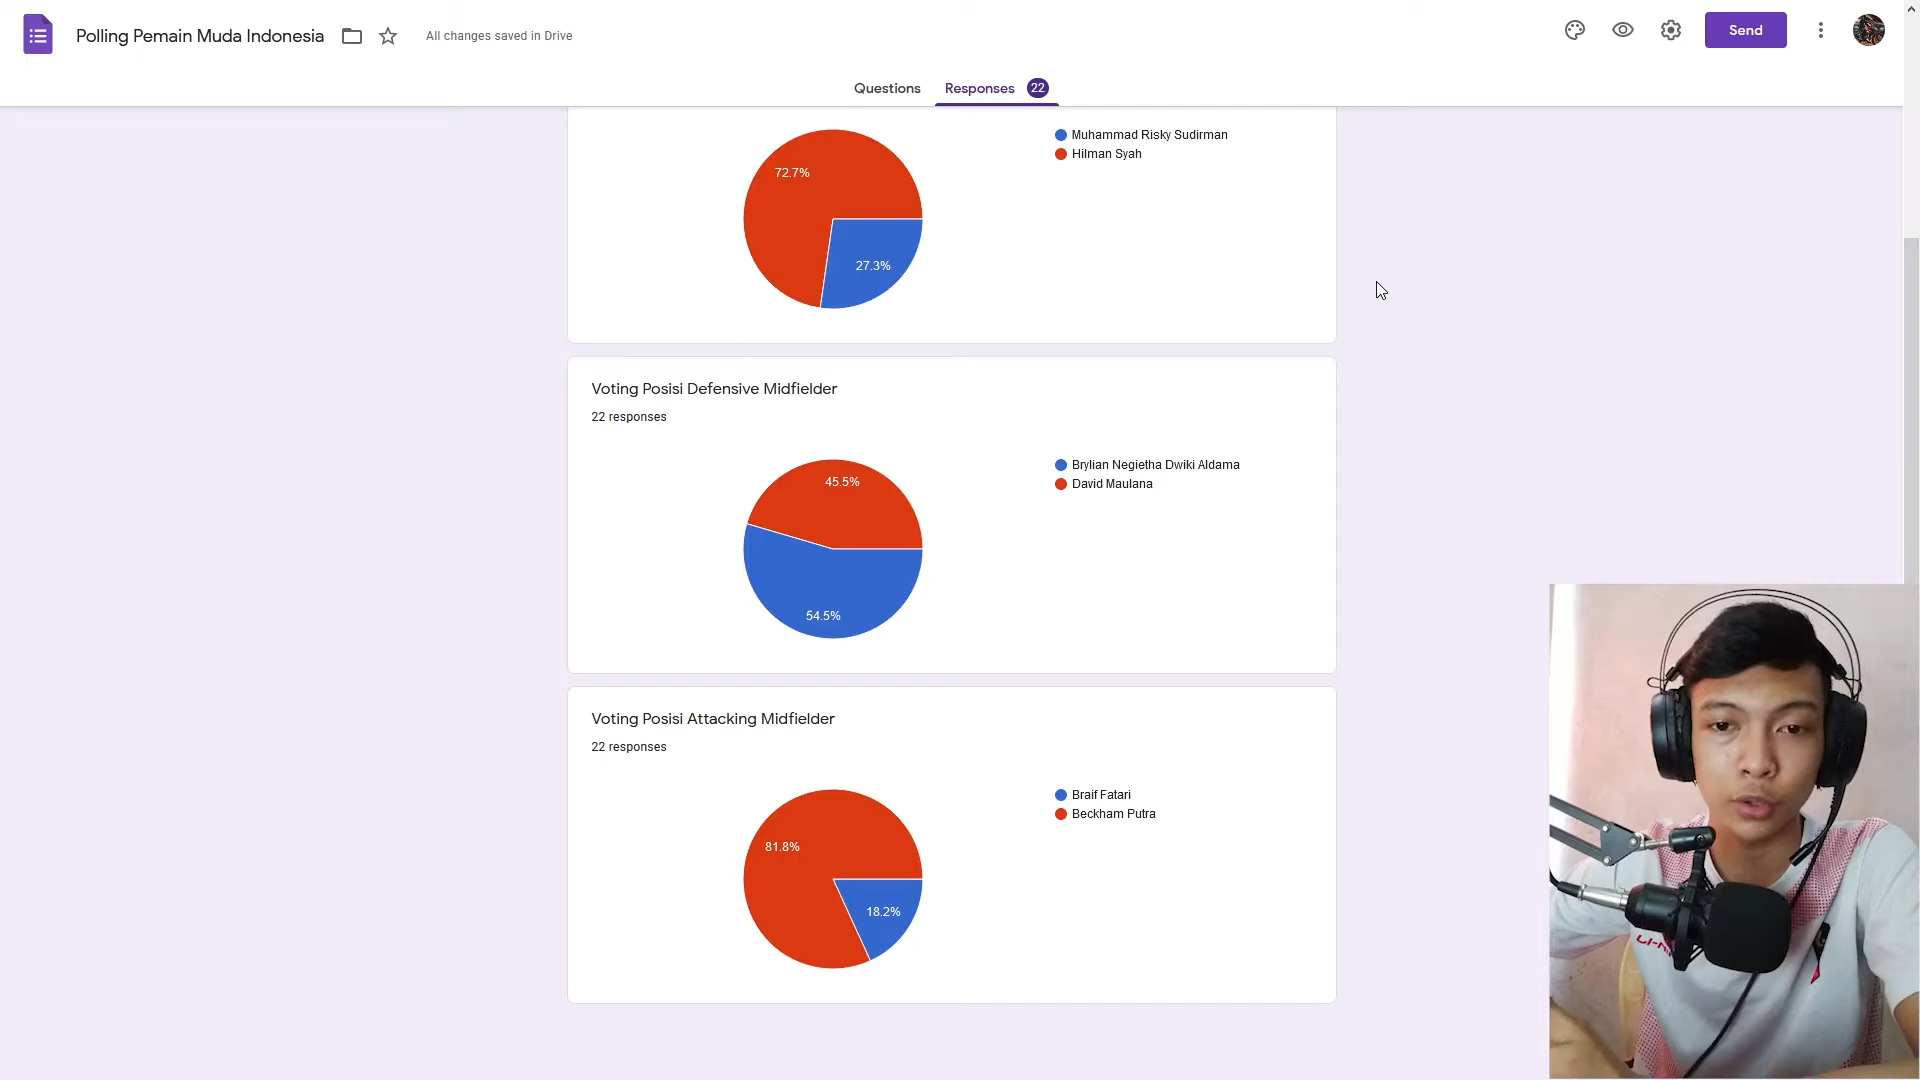 Polling Pemain Muda Indonesia
All changes saved in Drive
Send
Questions
Responses 22
72.7%
27.3%
Muhammad Risky Sudirman
Hilman Syah
Voting Posisi Defensive Midfielder
22 responses
45.5%
54.5%
Brylian Negietha Dwiki Aldama
David Maulana
Voting Posisi Attacking Midfielder
22 responses
81.8%
18.2%
Braif Fatari
Beckham Putra